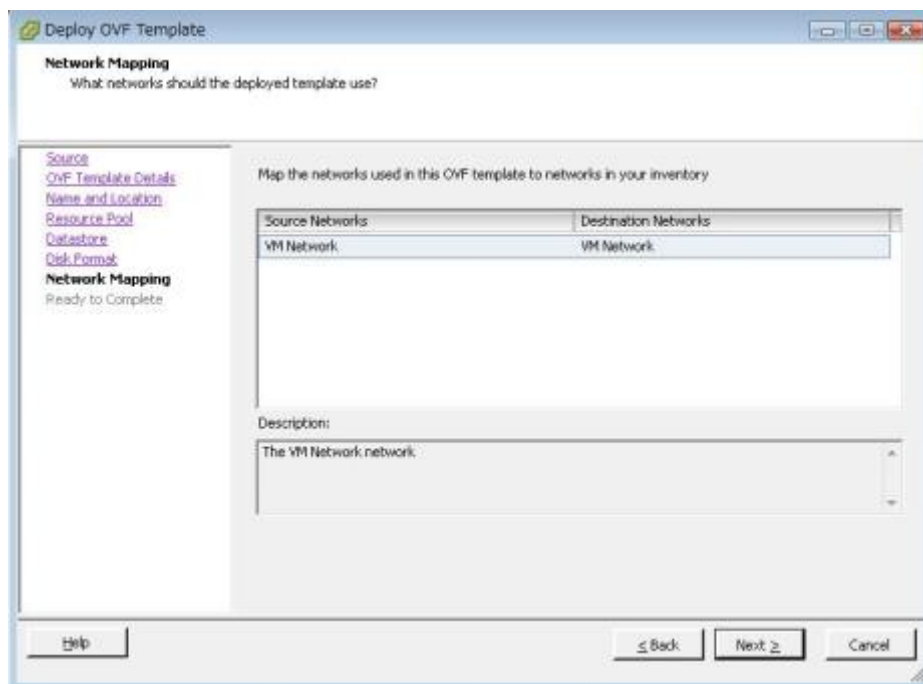 Deploy OVF Template
Network Mapping
What networks should the deployed template use?
Source
OVF Template Details
Name and Location
Resource Pool
Datastore
Disk Format
Network Mapping
Ready to Complete
Map the networks used in this OVF template to networks in your inventory
Source Networks Destination Networks
VM Network VM Network
Description:
The VM Network network
Help < Back Next > Cancel